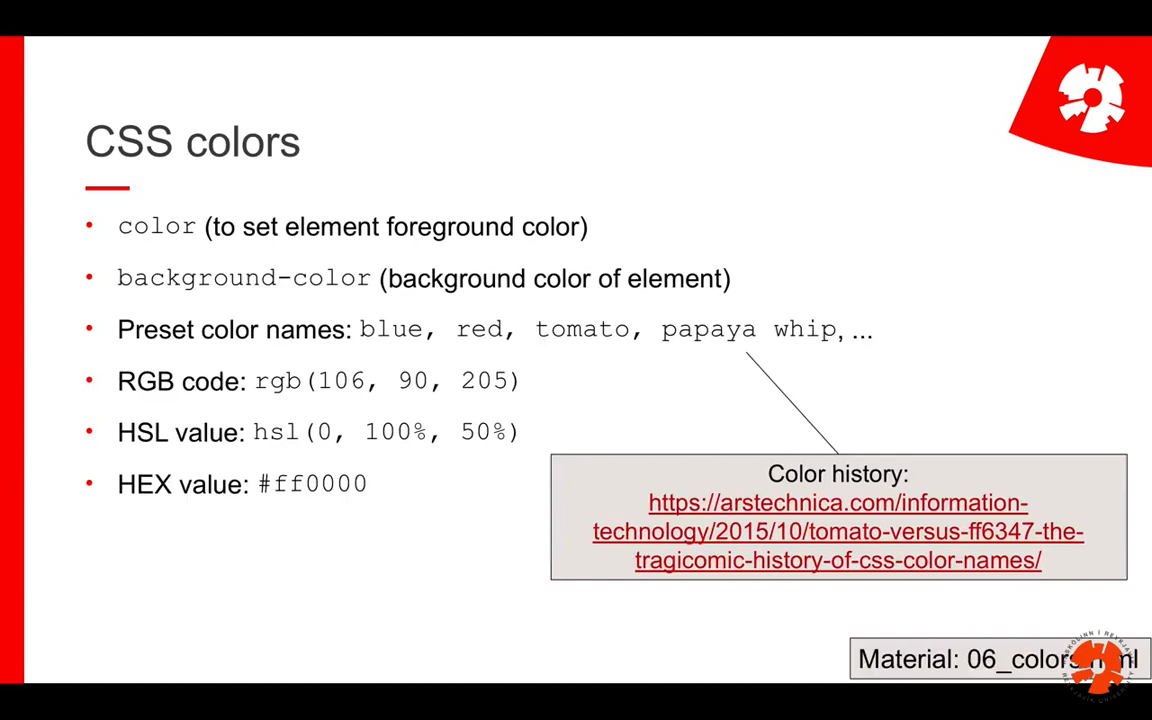 CSS colors
• color (to set element foreground color)
• background-color (background color of element)
• Preset color names: blue, red, tomato, papaya whip, ...
• RGB code: rgb(106, 90, 205)
• HSL value: hsl(0, 100%, 50%)
• HEX value: #ff0000
Color history:
https://arstechnica.com/information-
technology/2015/10/tomato-versus-ff6347-the-
tragicomic-history-of-css-color-names/
Material: 06_colors.html